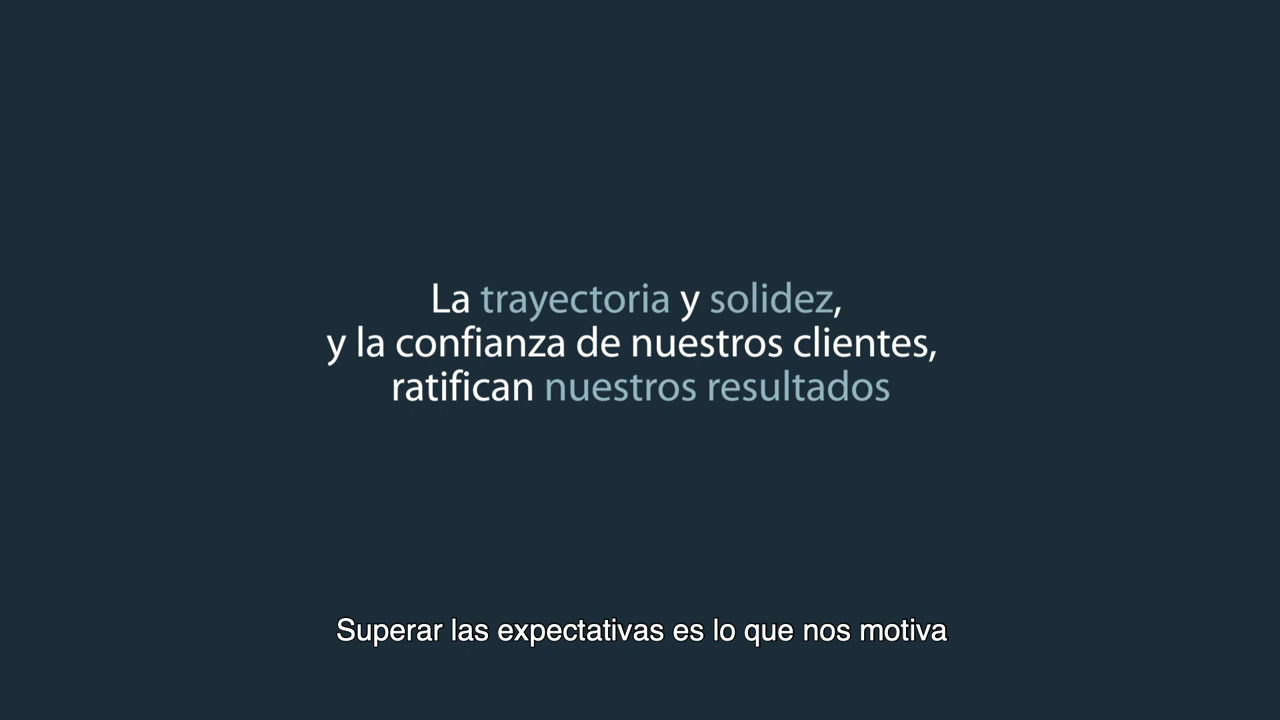 La trayectoria y solidez,
y la confianza de nuestros clientes,
ratifican nuestros resultados
Superar las expectativas es lo que nos motiva